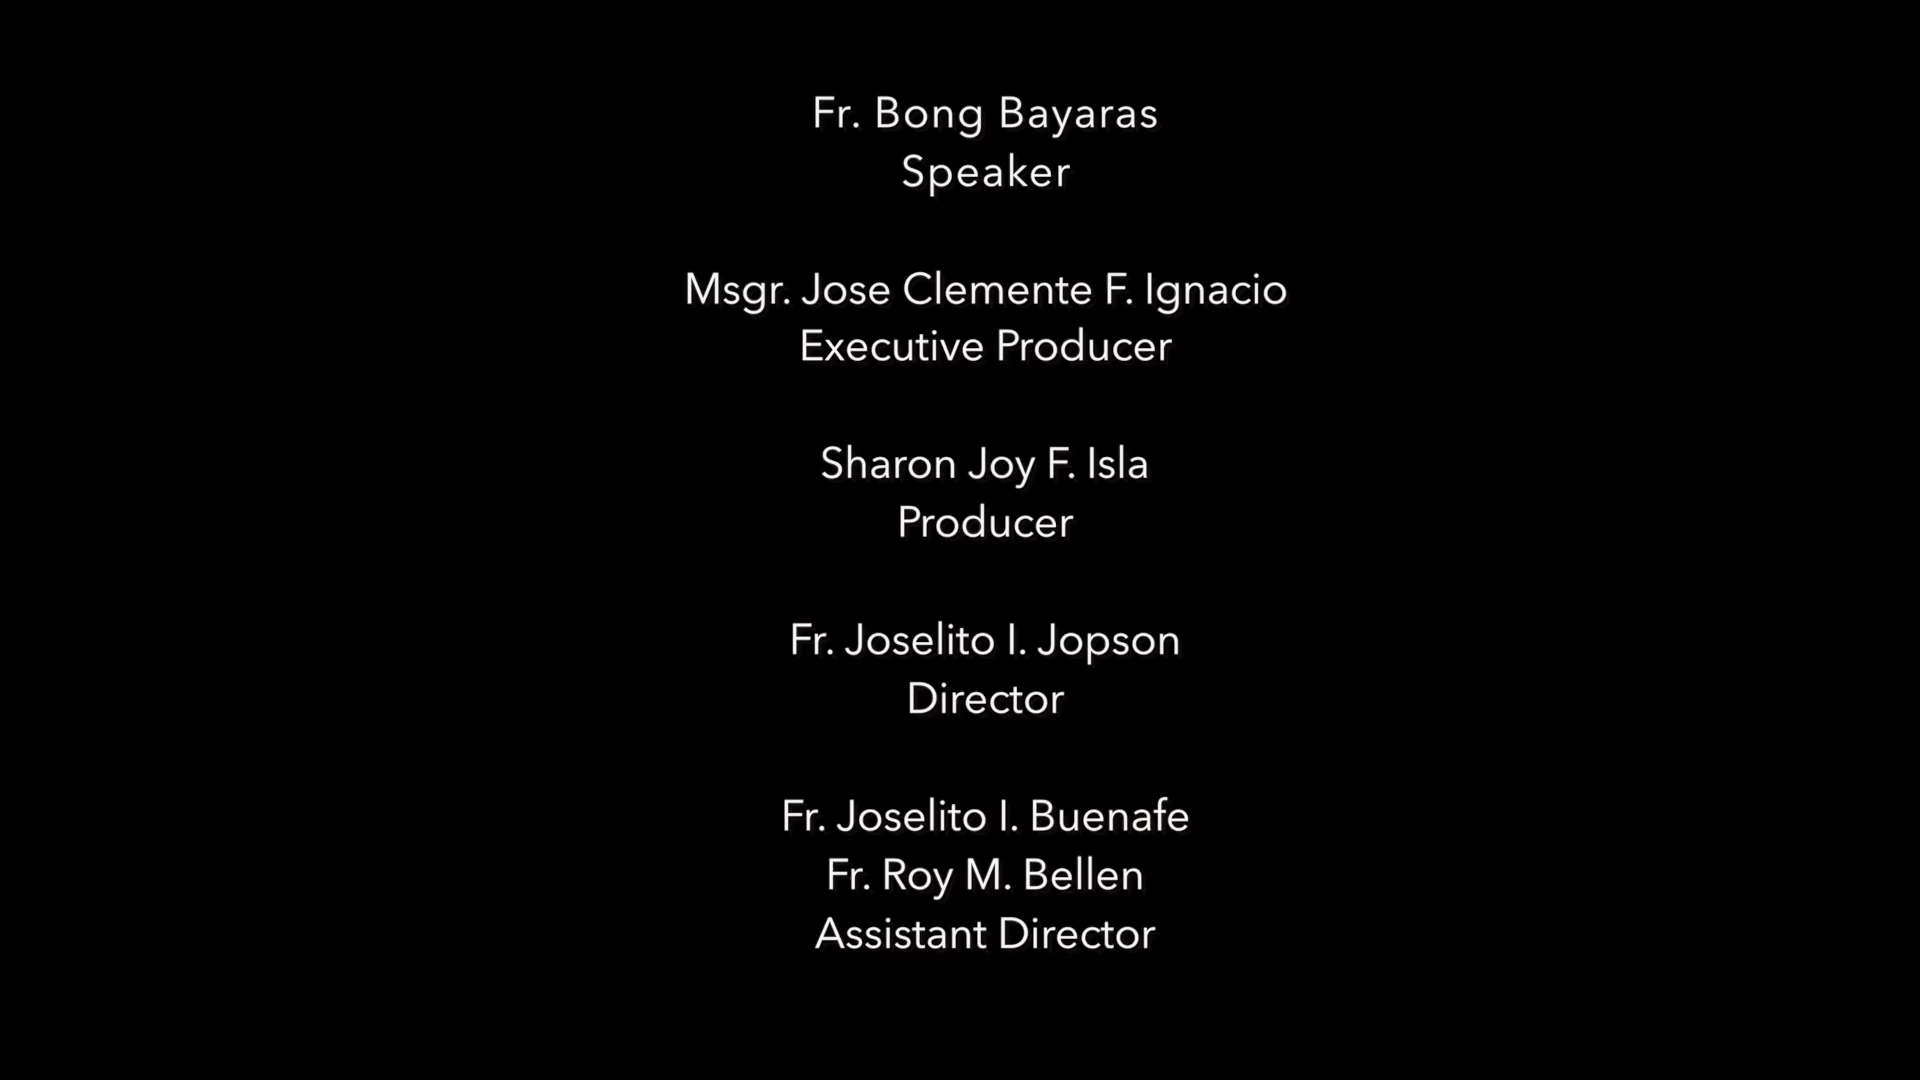 Fr. Bong Bayaras
Speaker
Msgr. Jose Clemente F. Ignacio
Executive Producer
Sharon Joy F. Isla
Producer
Fr. Joselito I. Jopson
Director
Fr. Joselito I. Buenafe
Fr. Roy M. Bellen
Assistant Director